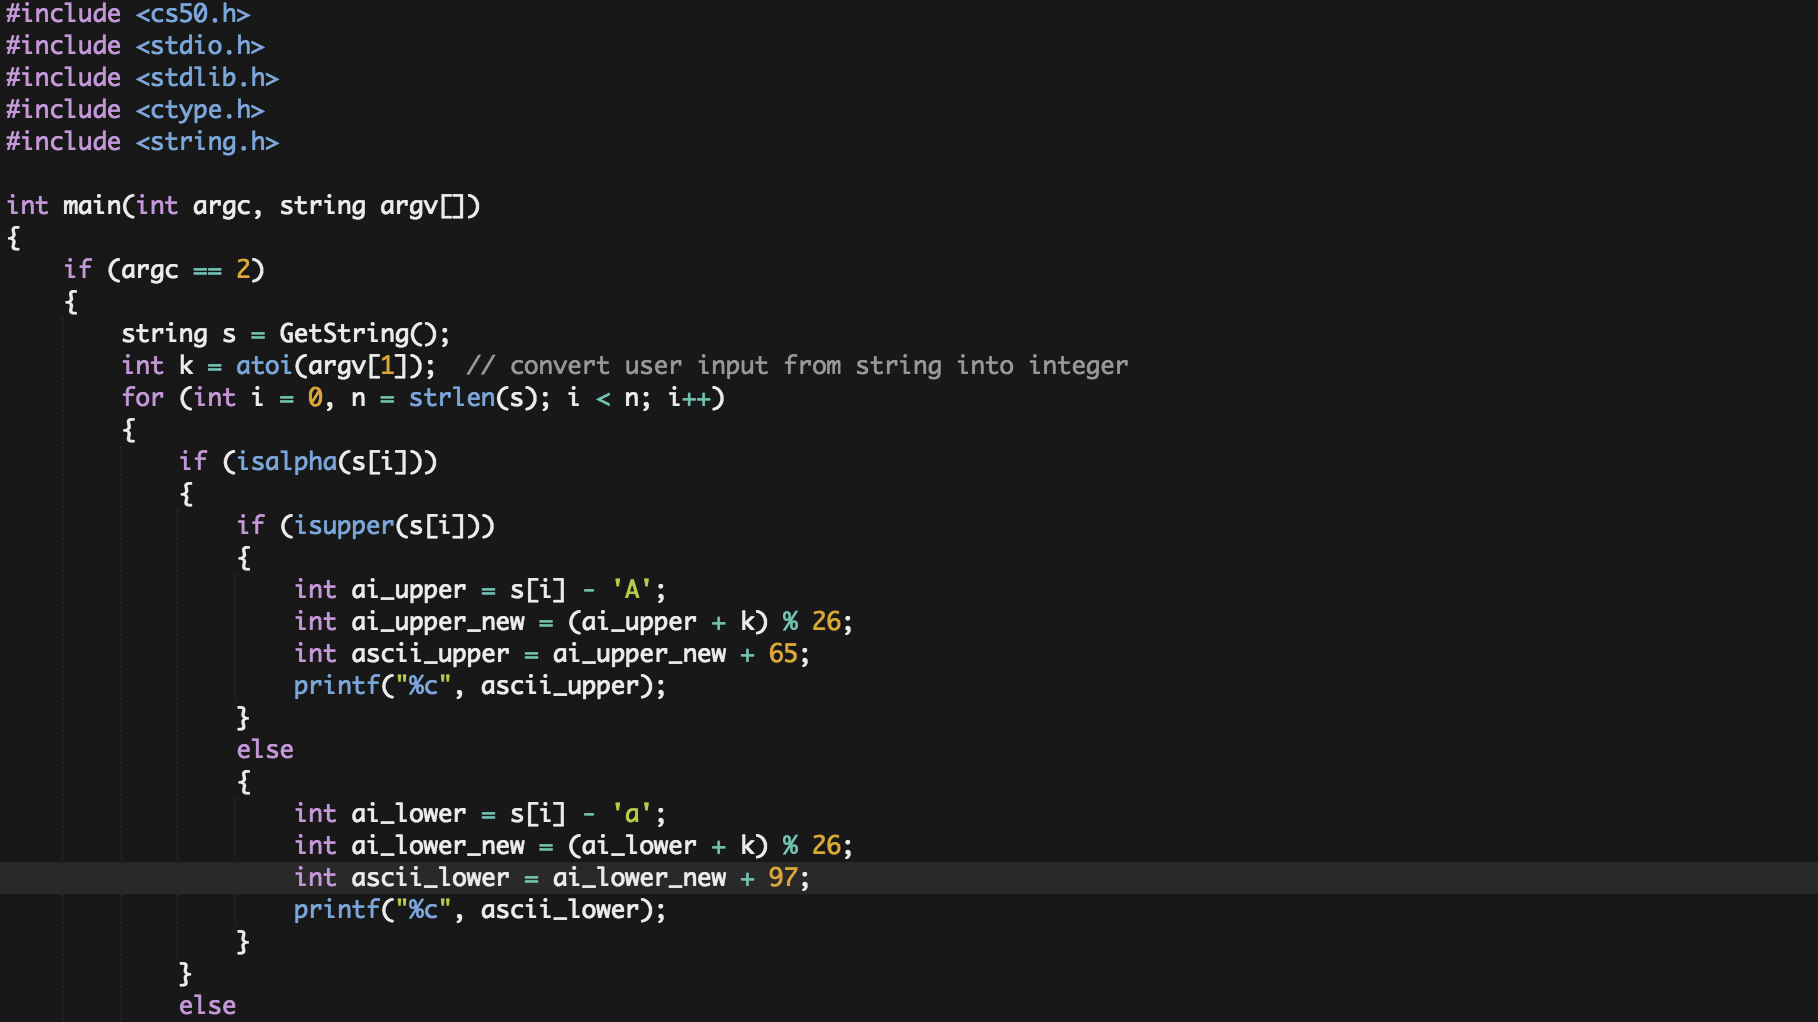 #include <cs50.h>
#include <stdio.h>
#include <stdlib.h>
#include <ctype.h>
#include <string.h>

int main(int argc, string argv[])
{
    if (argc == 2)
    {
        string s = GetString();
        int k = atoi(argv[1]);  // convert user input from string into integer
        for (int i = 0, n = strlen(s); i < n; i++)
        {
            if (isalpha(s[i]))
            {
                if (isupper(s[i]))
                {
                    int ai_upper = s[i] - 'A';
                    int ai_upper_new = (ai_upper + k) % 26;
                    int ascii_upper = ai_upper_new + 65;
                    printf("%c", ascii_upper);
                }
                else
                {
                    int ai_lower = s[i] - 'a';
                    int ai_lower_new = (ai_lower + k) % 26;
                    int ascii_lower = ai_lower_new + 97;
                    printf("%c", ascii_lower);
                }
            }
            else